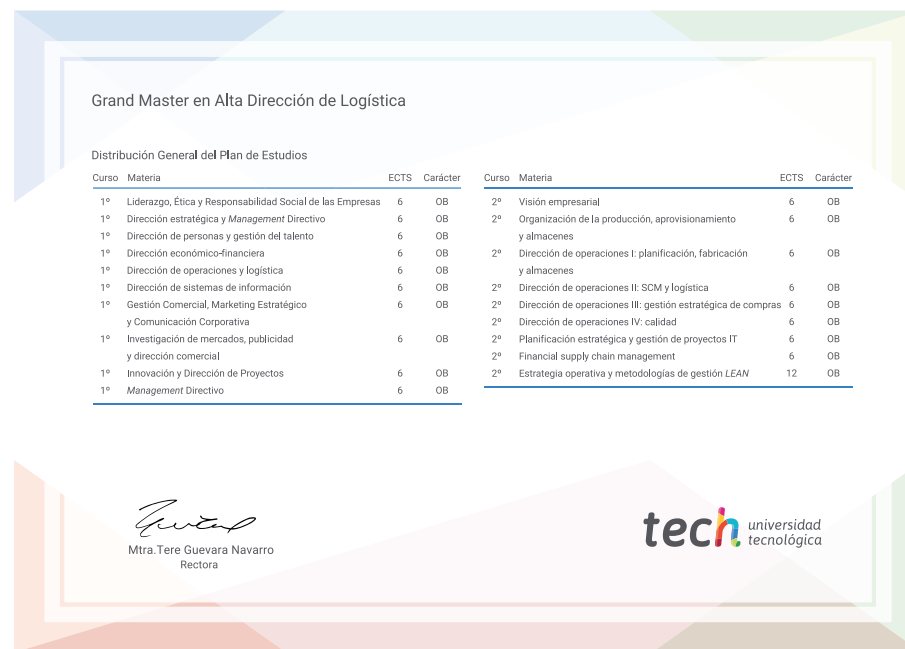 Grand Master en Alta Dirección de Logística
Distribución General del Plan de Estudios
Curso Materia ECTS Carácter
1º Liderazgo, Ética y Responsabilidad Social de las Empresas 6 OB
1º Dirección estratégica y Management Directivo 6 OB
1º Dirección de personas y gestión del talento 6 OB
1º Dirección económico-financiera 6 OB
1º Dirección de operaciones y logística 6 OB
1º Dirección de sistemas de información 6 OB
1º Gestión Comercial, Marketing Estratégico 6 OB
y Comunicación Corporativa
1º Investigación de mercados, publicidad 6 OB
y dirección comercial
1º Innovación y Dirección de Proyectos 6 OB
1º Management Directivo 6 OB
Curso Materia ECTS Carácter
2º Visión empresarial 6 OB
2º Organización de la producción, aprovisionamiento 6 OB
y almacenes
2º Dirección de operaciones I: planificación, fabricación 6 OB
y almacenes
2º Dirección de operaciones II: SCM y logística 6 OB
2º Dirección de operaciones III: gestión estratégica de compras 6 OB
2º Dirección de operaciones IV: calidad 6 OB
2º Planificación estratégica y gestión de proyectos IT 6 OB
2º Financial supply chain management 6 OB
2º Estrategia operativa y metodologías de gestión LEAN 12 OB
Mtra.Tere Guevara Navarro
Rectora
tech universidad
tecnológica